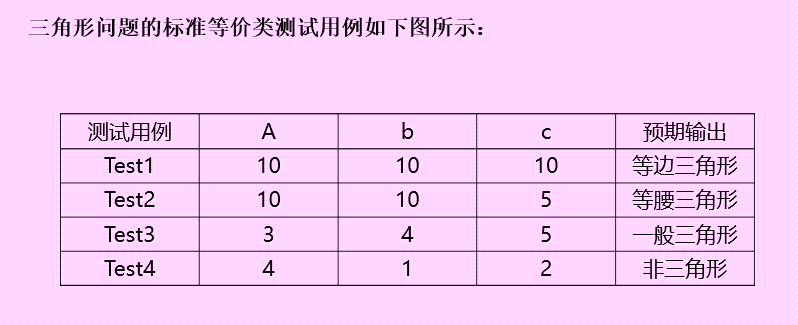 三角形问题的标准等价类测试用例如下图所示：
测试用例 A b c 预期输出
Test1 10 10 10 等边三角形
Test2 10 10 5 等腰三角形
Test3 3 4 5 一般三角形
Test4 4 1 2 非三角形